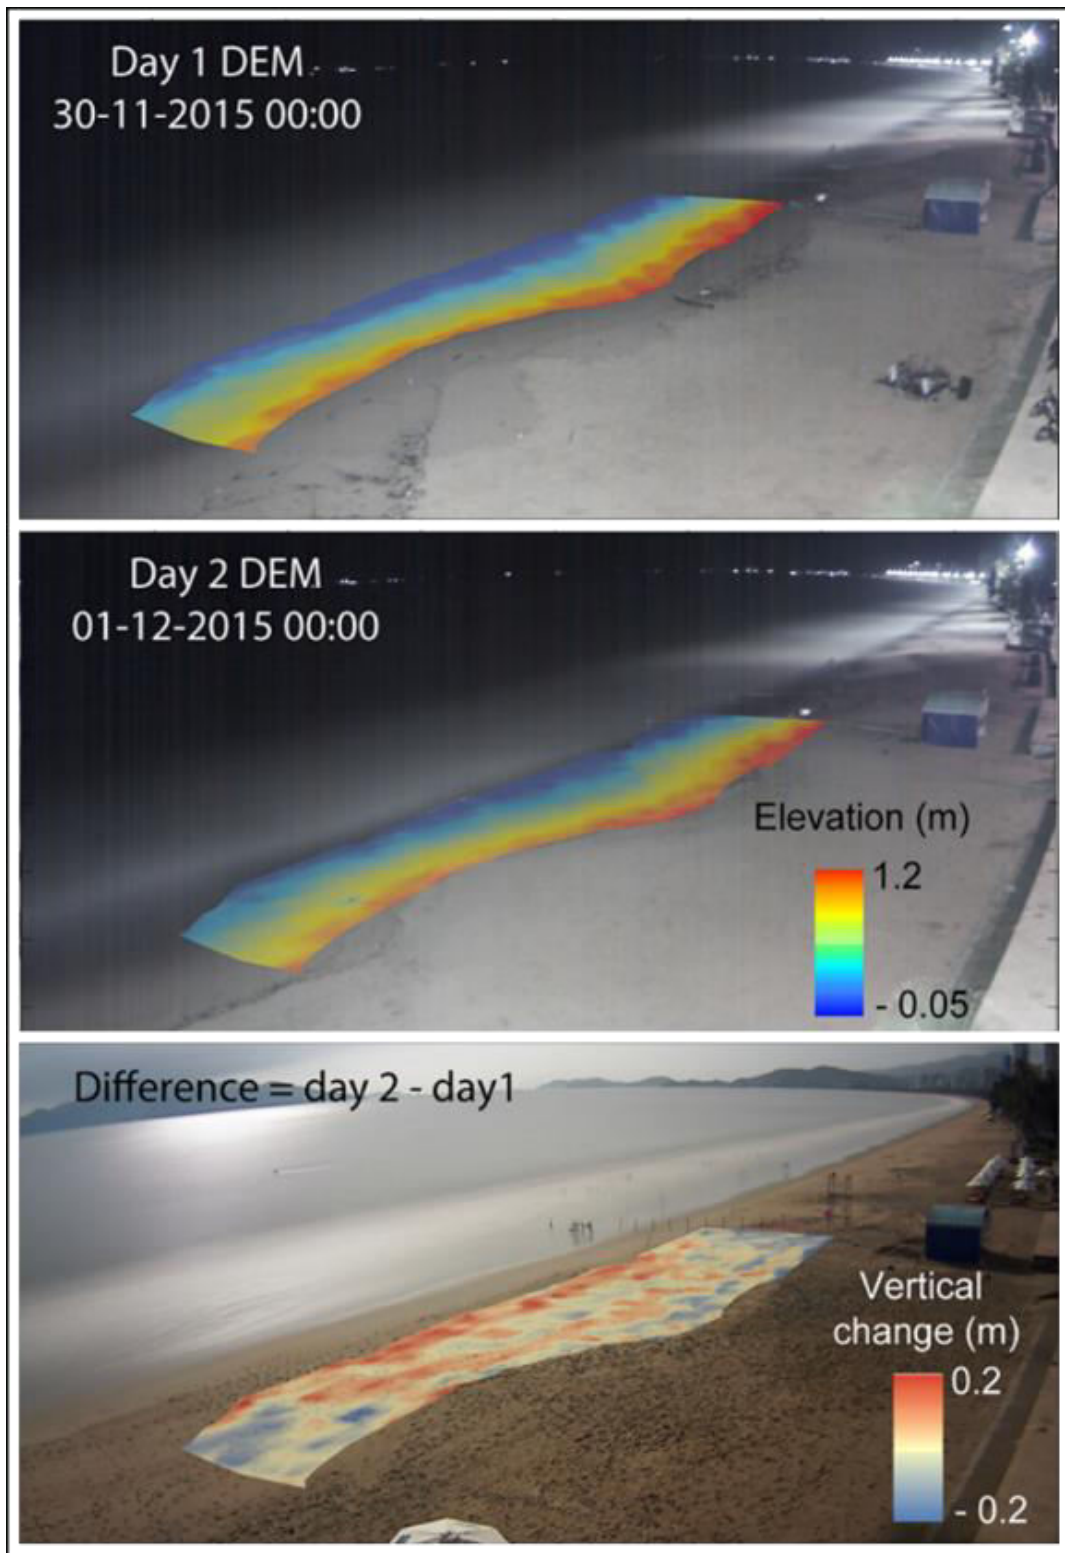 Day 1 DEM
30-11-2015 00:00
Day 2 DEM
01-12-2015 00:00
Elevation (m)
1.2
- 0.05
Difference = day 2 - day1
Vertical
change (m)
0.2
- 0.2